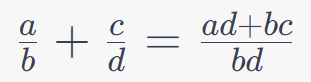 a/b + c/d = ad+bc/bd